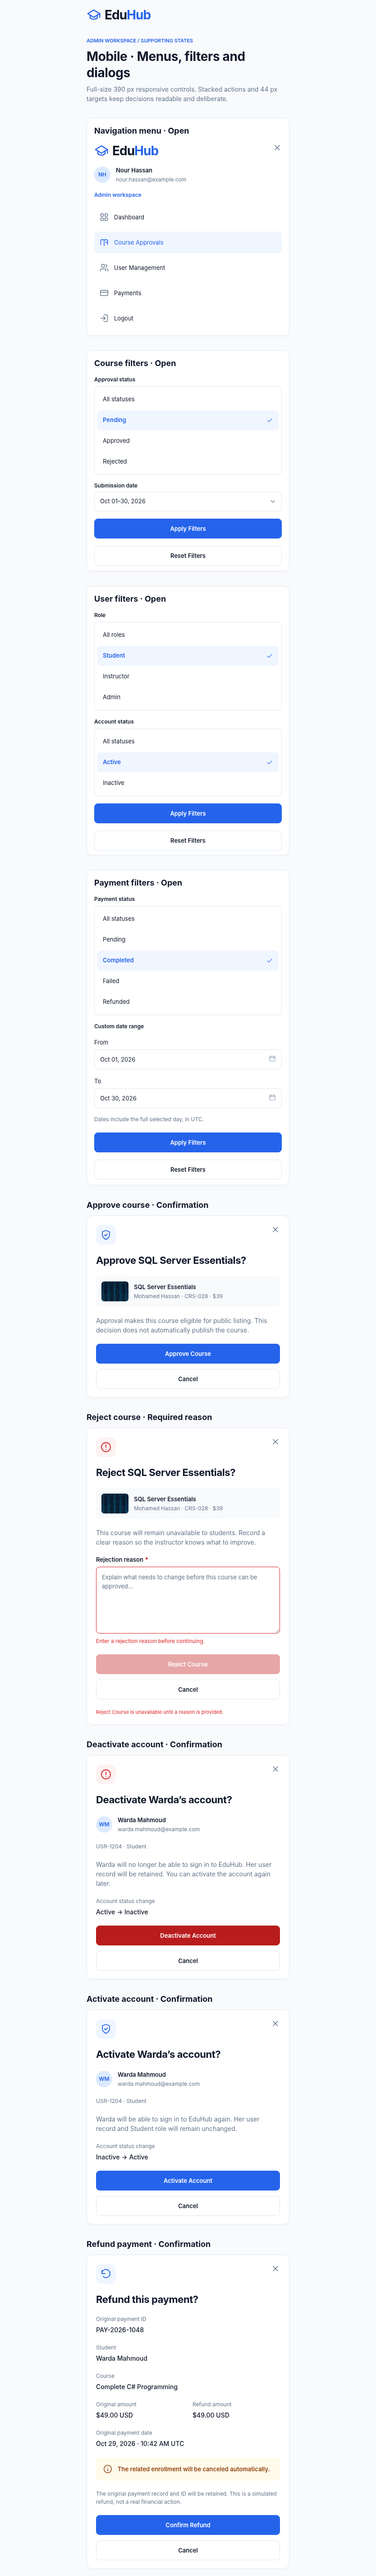 EduHub
ADMIN WORKSPACE / SUPPORTING STATES
Mobile · Menus, filters and
dialogs
Full-size 390 px responsive controls. Stacked actions and 44 px
targets keep decisions readable and deliberate.
Navigation menu · Open
EduHub
NH
Nour Hassan
nour.hassan@example.com
Admin workspace
Dashboard
Course Approvals
User Management
Payments
Logout
Course filters · Open
Approval status
All statuses
Pending
Approved
Rejected
Submission date
Oct 01–30, 2026
Apply Filters
Reset Filters
User filters · Open
Role
All roles
Student
Instructor
Admin
Account status
All statuses
Active
Inactive
Apply Filters
Reset Filters
Payment filters · Open
Payment status
All statuses
Pending
Completed
Failed
Refunded
Custom date range
From
Oct 01, 2026
To
Oct 30, 2026
Dates include the full selected day, in UTC.
Apply Filters
Reset Filters
Approve course · Confirmation
Approve SQL Server Essentials?
SQL Server Essentials
Mohamed Hassan · CRS-028 · $39
Approval makes this course eligible for public listing. This
decision does not automatically publish the course.
Approve Course
Cancel
Reject course · Required reason
Reject SQL Server Essentials?
SQL Server Essentials
Mohamed Hassan · CRS-028 · $39
This course will remain unavailable to students. Record a
clear reason so the instructor knows what to improve.
Rejection reason *
Explain what needs to change before this course can be
approved...
Enter a rejection reason before continuing.
Reject Course
Cancel
Reject Course is unavailable until a reason is provided.
Deactivate account · Confirmation
Deactivate Warda’s account?
WM
Warda Mahmoud
warda.mahmoud@example.com
USR-1204 · Student
Warda will no longer be able to sign in to EduHub. Her user
record will be retained. You can activate the account again
later.
Account status change
Active → Inactive
Deactivate Account
Cancel
Activate account · Confirmation
Activate Warda’s account?
WM
Warda Mahmoud
warda.mahmoud@example.com
USR-1204 · Student
Warda will be able to sign in to EduHub again. Her user
record and Student role will remain unchanged.
Account status change
Inactive → Active
Activate Account
Cancel
Refund payment · Confirmation
Refund this payment?
Original payment ID
PAY-2026-1048
Student
Warda Mahmoud
Course
Complete C# Programming
Original amount
Refund amount
$49.00 USD
$49.00 USD
Original payment date
Oct 29, 2026 · 10:42 AM UTC
The related enrollment will be canceled automatically.
The original payment record and ID will be retained. This is a simulated
refund, not a real financial action.
Confirm Refund
Cancel